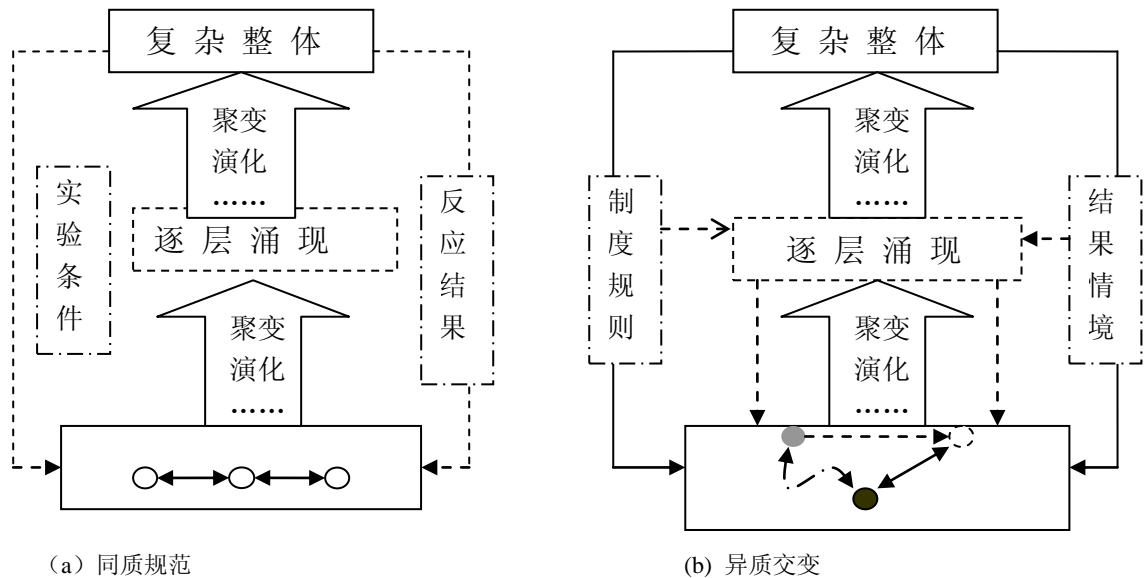 复杂整体
聚变
演化
……
实验条件
反应结果
逐层涌现
聚变
演化
……
（a）同质规范
复杂整体
聚变
演化
……
制度规则
结果情境
逐层涌现
聚变
演化
……
(b) 异质交变